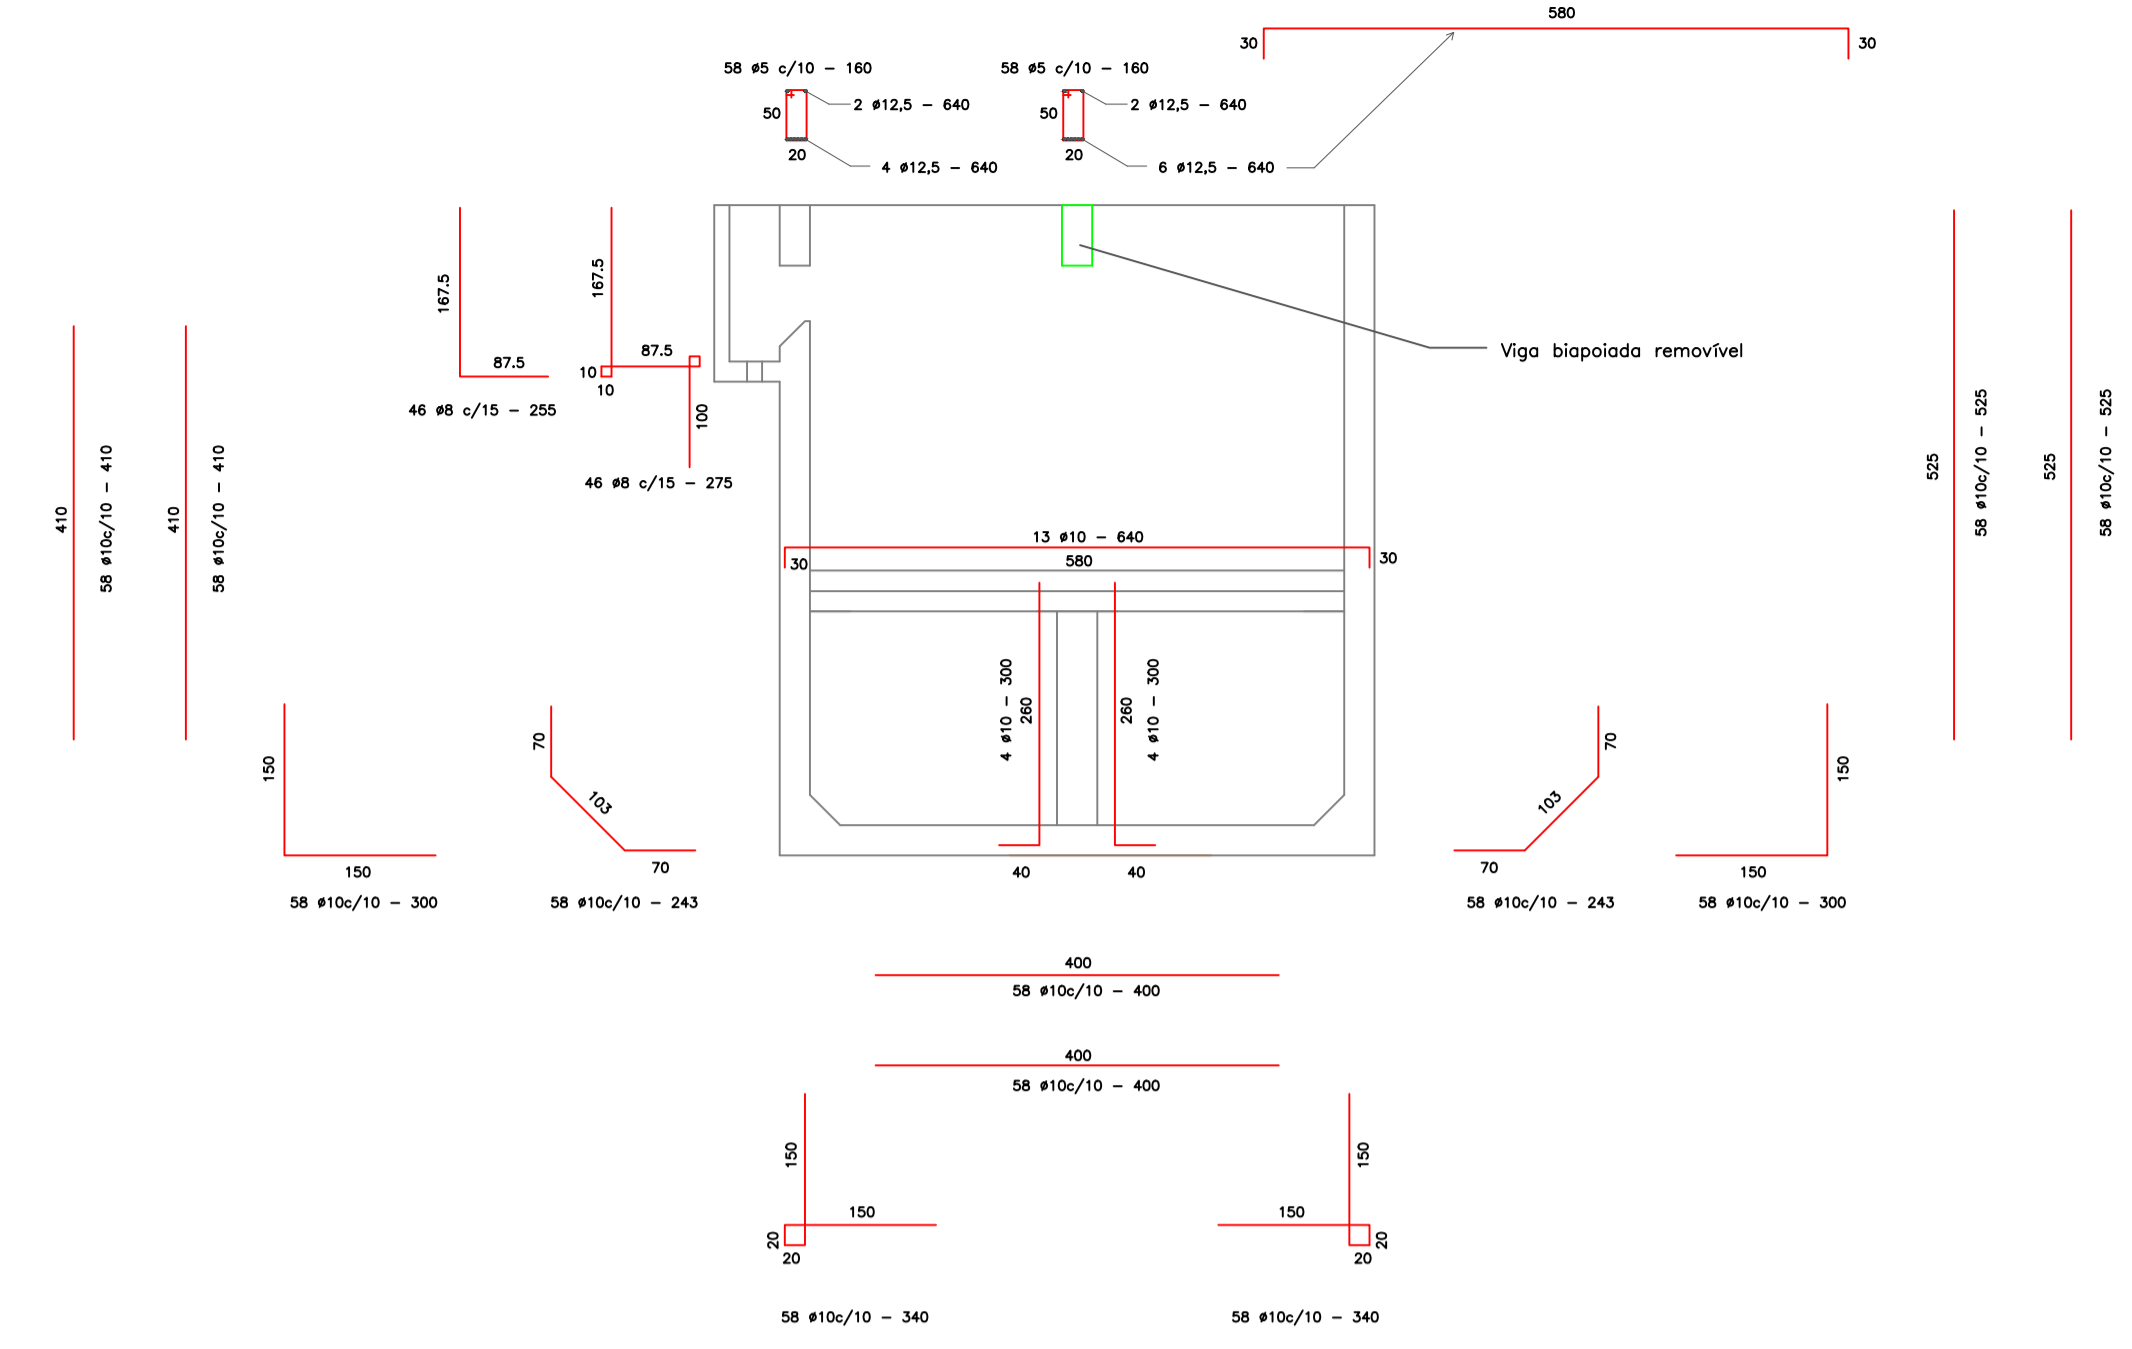 580
30
30
58 ø5 c/10 – 160
58 ø5 c/10 – 160
2 ø12,5 – 640
2 ø12,5 – 640
50
50
20
20
4 ø12,5 – 640
6 ø12,5 – 640
167.5
167.5
87.5
87.5
10
10
100
46 ø8 c/15 – 255
46 ø8 c/15 – 275
Viga biapoiada removível
410
58 ø10c/10 – 410
410
58 ø10c/10 – 410
525
58 ø10c/10 – 525
525
58 ø10c/10 – 525
13 ø10 – 640
580
30
30
4 ø10 – 300
260
260
4 ø10 – 300
40
40
150
150
58 ø10c/10 – 300
70
103
70
58 ø10c/10 – 243
70
103
70
58 ø10c/10 – 243
150
150
58 ø10c/10 – 300
400
58 ø10c/10 – 400
400
58 ø10c/10 – 400
150
150
20
20
58 ø10c/10 – 340
150
150
20
20
58 ø10c/10 – 340